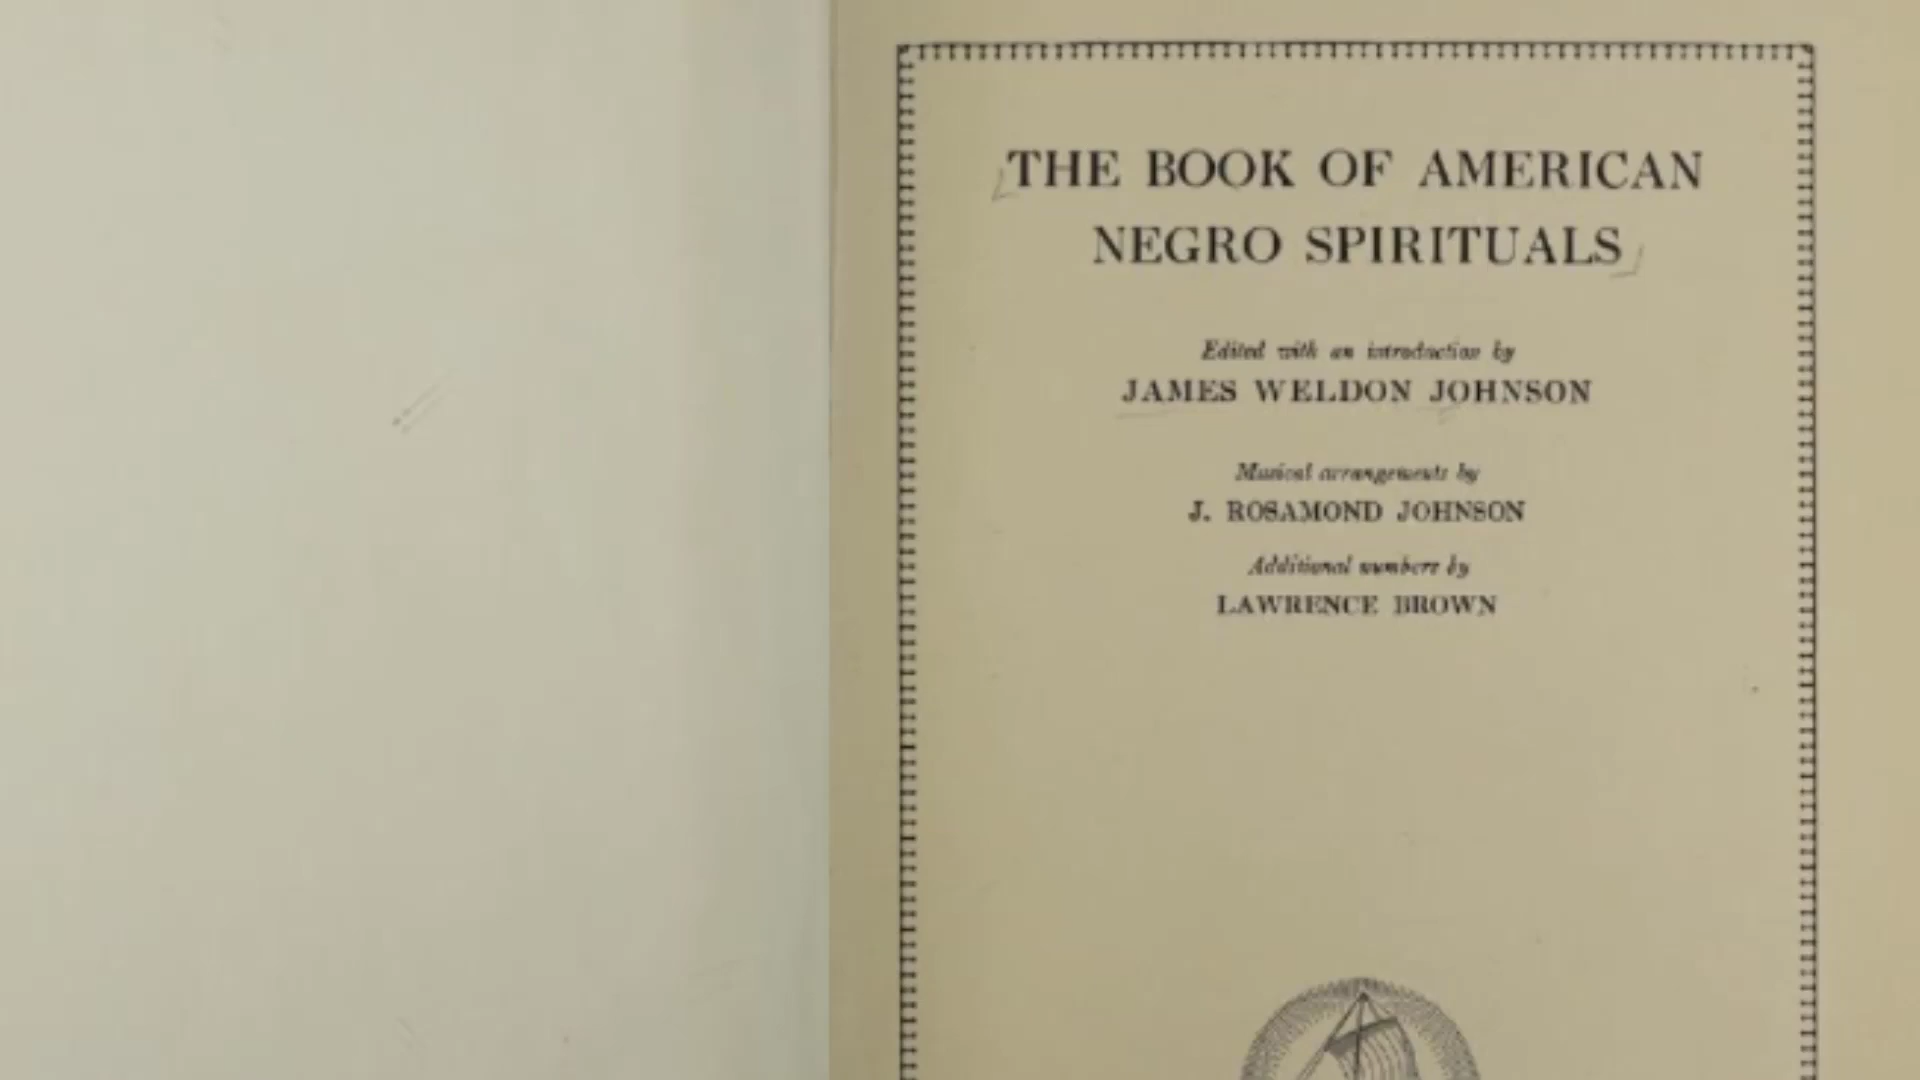 THE BOOK OF AMERICAN
NEGRO SPIRITUALS
Edited with an introduction by
JAMES WELDON JOHNSON
Musical arrangements by
J. ROSAMOND JOHNSON
Additional numbers by
LAWRENCE BROWN